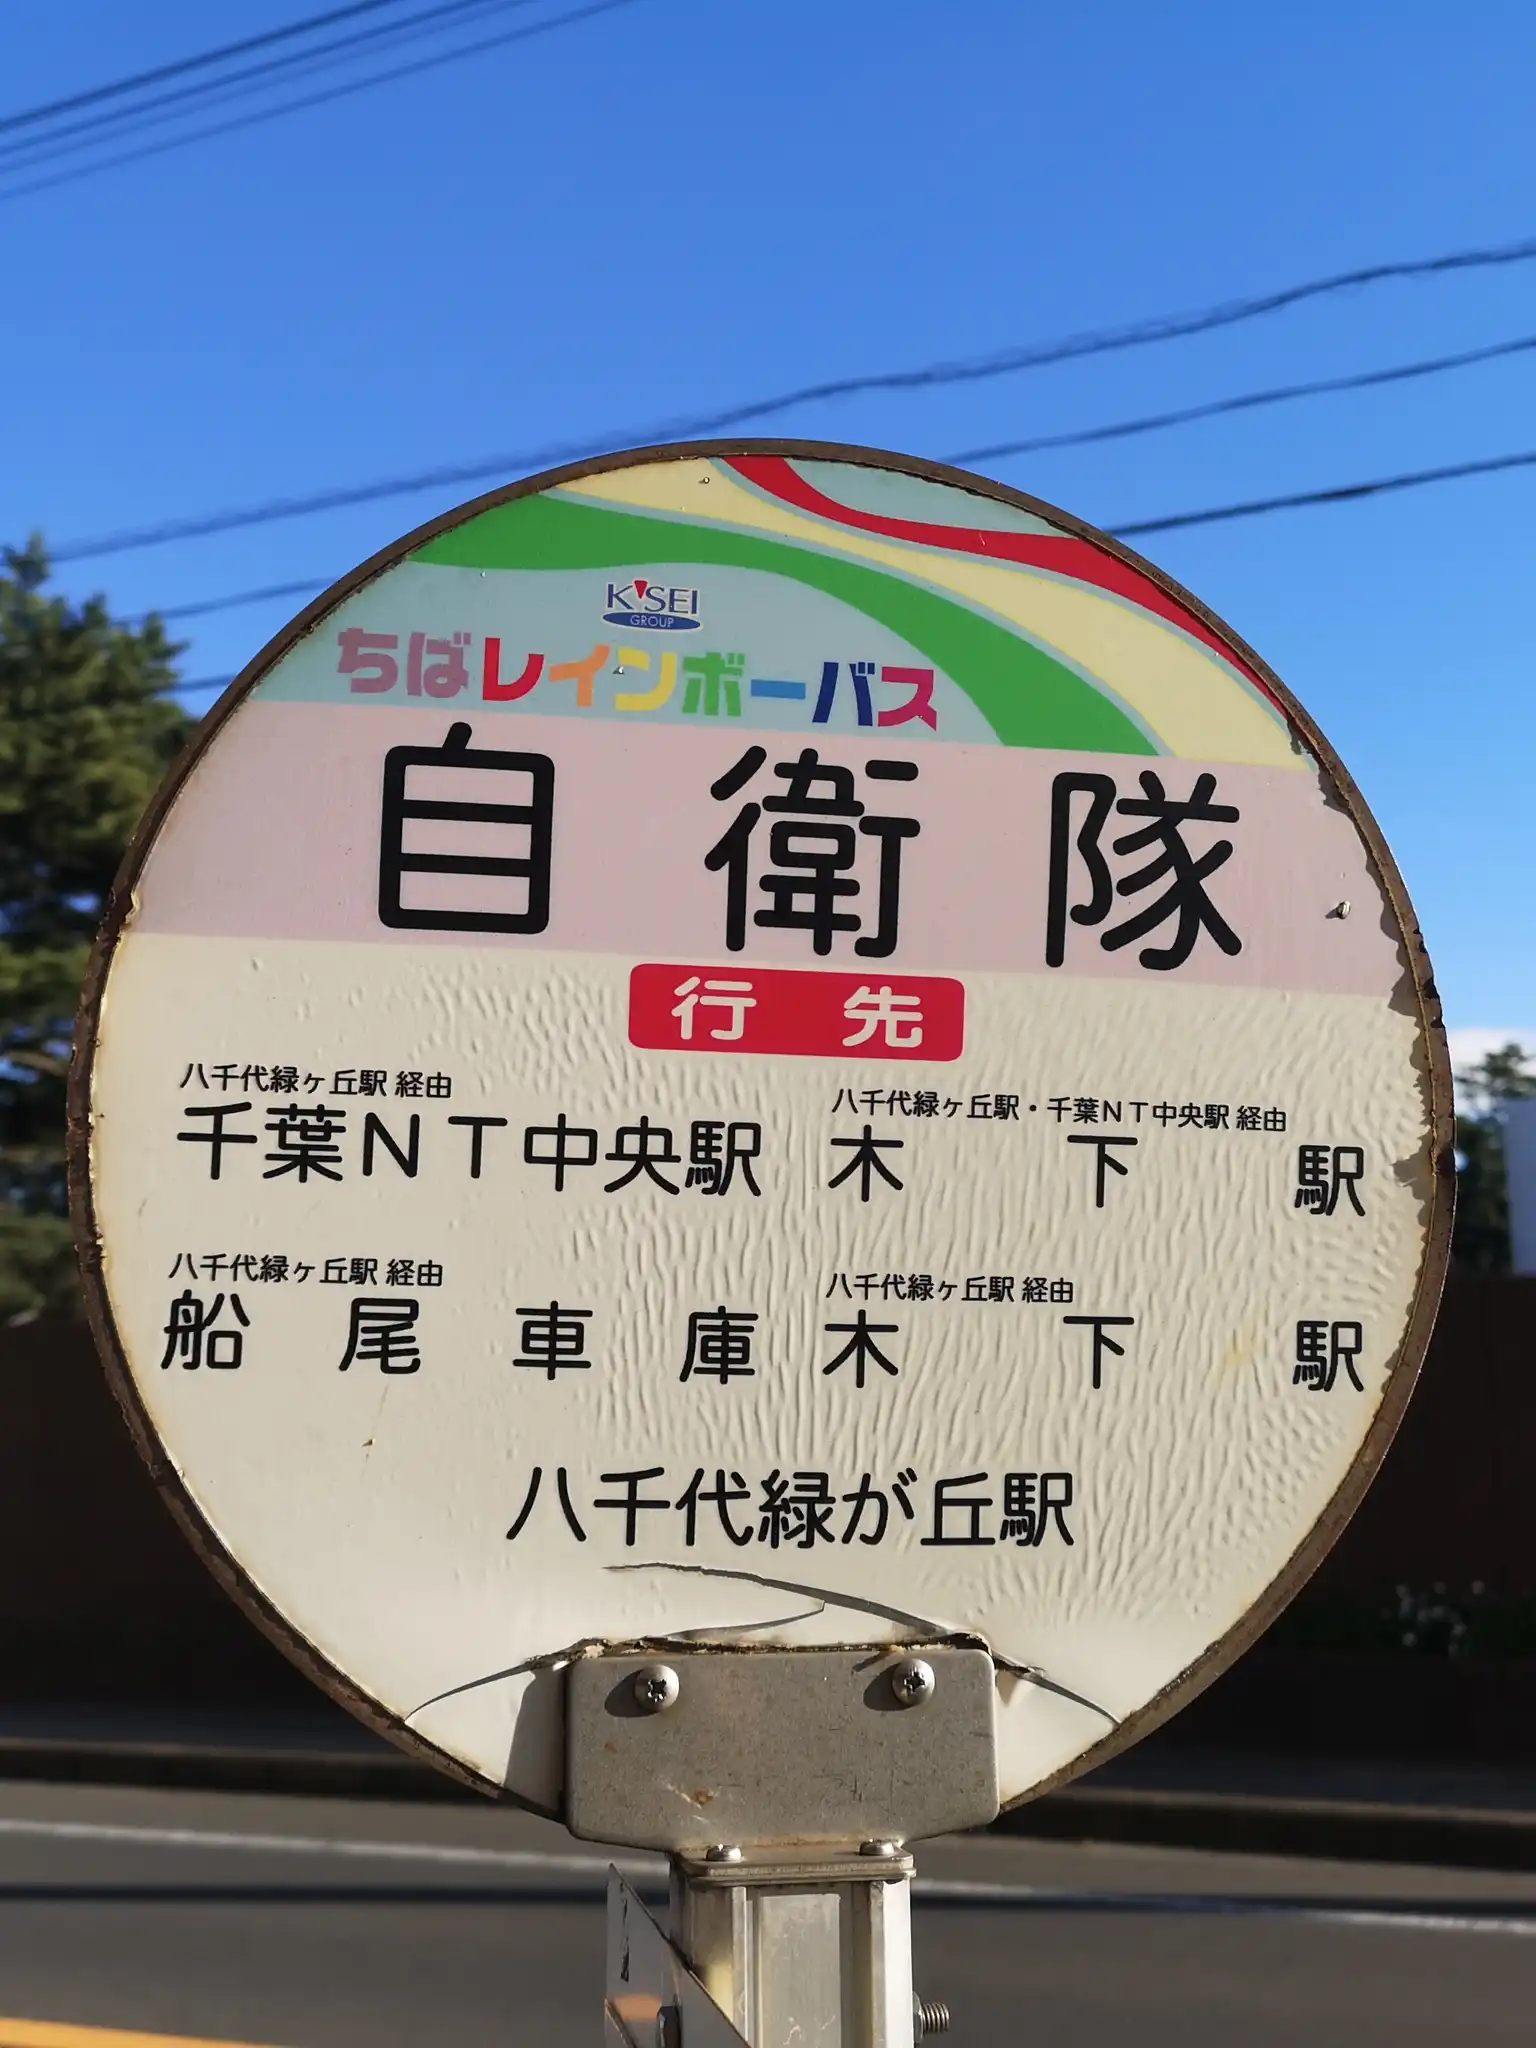 K'SEI
GROUP
ちばレインボーバス
自衛隊
行先
八千代緑ヶ丘駅 経由
千葉NT中央駅
八千代緑ヶ丘駅・千葉NT中央駅 経由
木下駅
八千代緑ヶ丘駅 経由
船尾車庫
八千代緑ヶ丘駅 経由
木下駅
八千代緑が丘駅